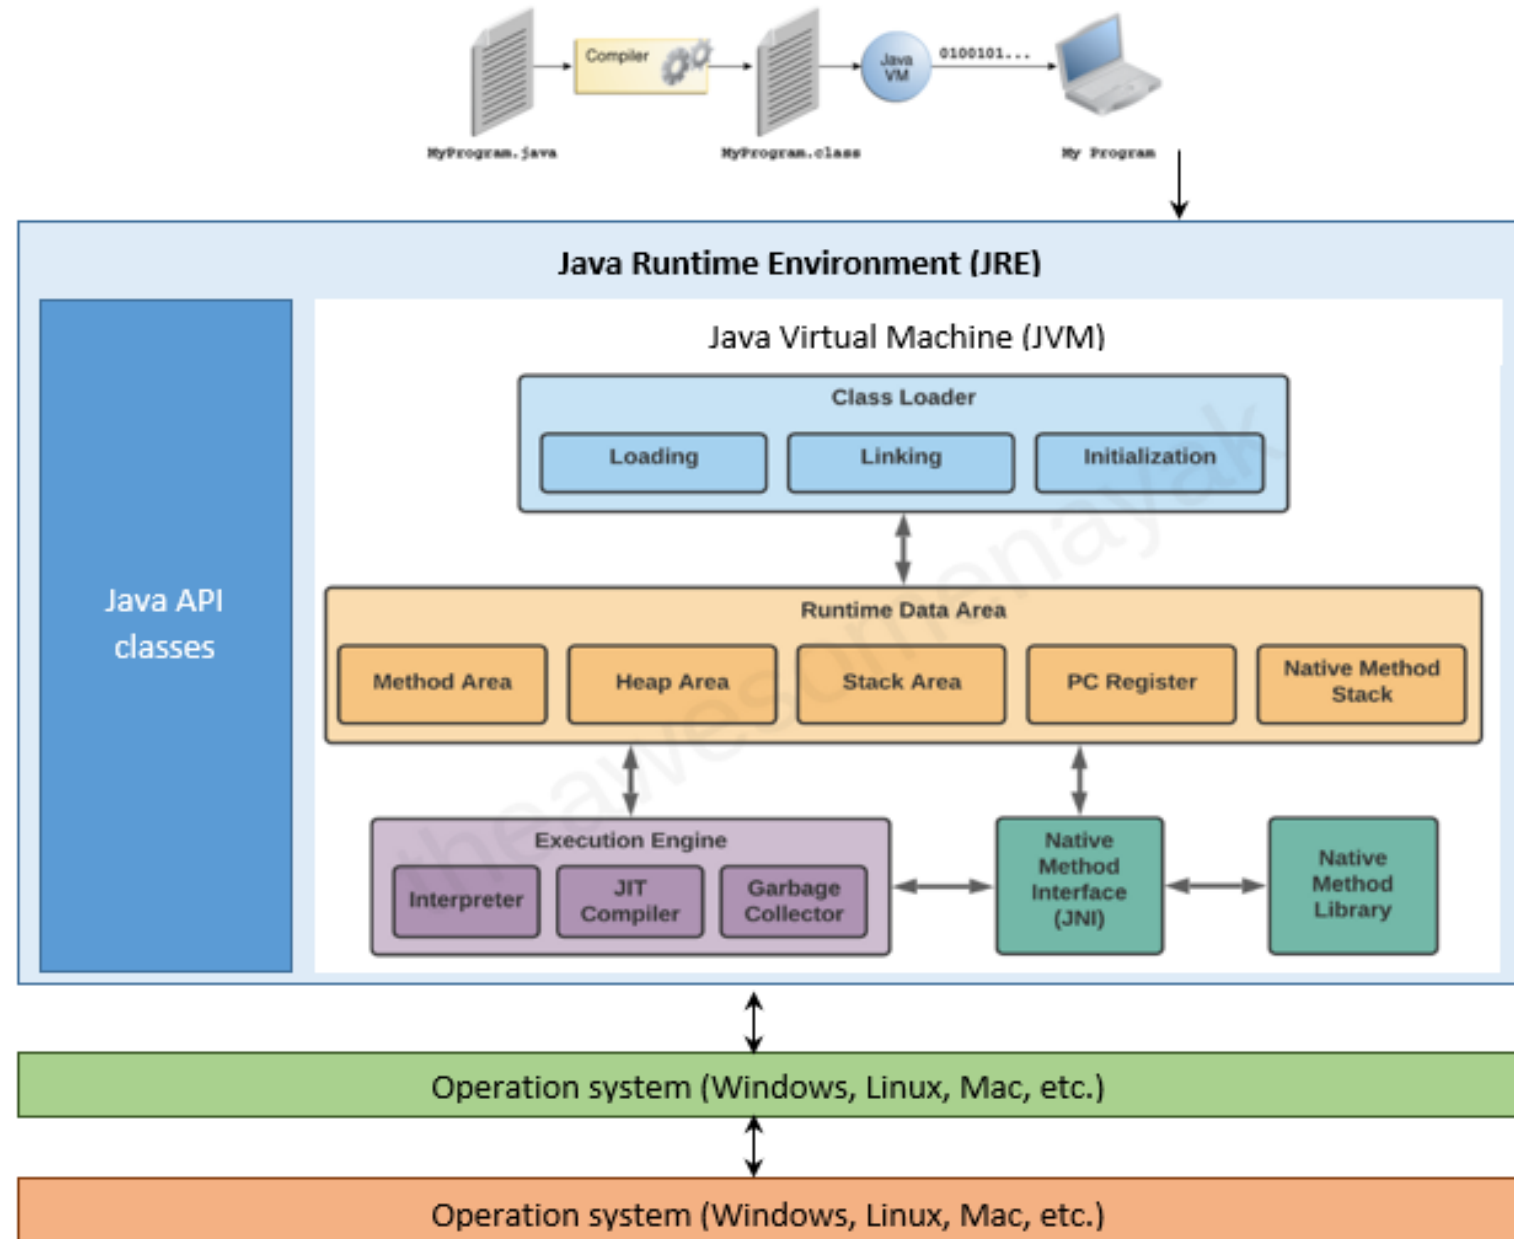 Compiler
Java
VM
0100101...
MyProgram.java
MyProgram.class
My Program
Java Runtime Environment (JRE)
Java API
classes
Java Virtual Machine (JVM)
Class Loader
Loading
Linking
Initialization
Runtime Data Area
Method Area
Heap Area
Stack Area
PC Register
Native Method
Stack
Execution Engine
Interpreter
JIT
Compiler
Garbage
Collector
Native
Method
Interface
(JNI)
Native
Method
Library
theawesomenayak
Operation system (Windows, Linux, Mac, etc.)
Operation system (Windows, Linux, Mac, etc.)